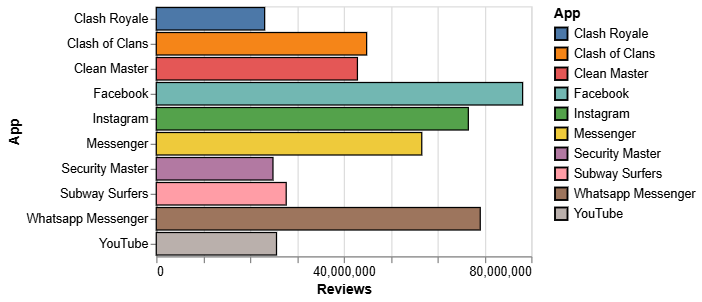 Clash Royale
Clash of Clans
Clean Master
Facebook
Instagram
Messenger
Security Master
Subway Surfers
Whatsapp Messenger
YouTube
App
0 40,000,000 80,000,000
Reviews
App
Clash Royale
Clash of Clans
Clean Master
Facebook
Instagram
Messenger
Security Master
Subway Surfers
Whatsapp Messenger
YouTube